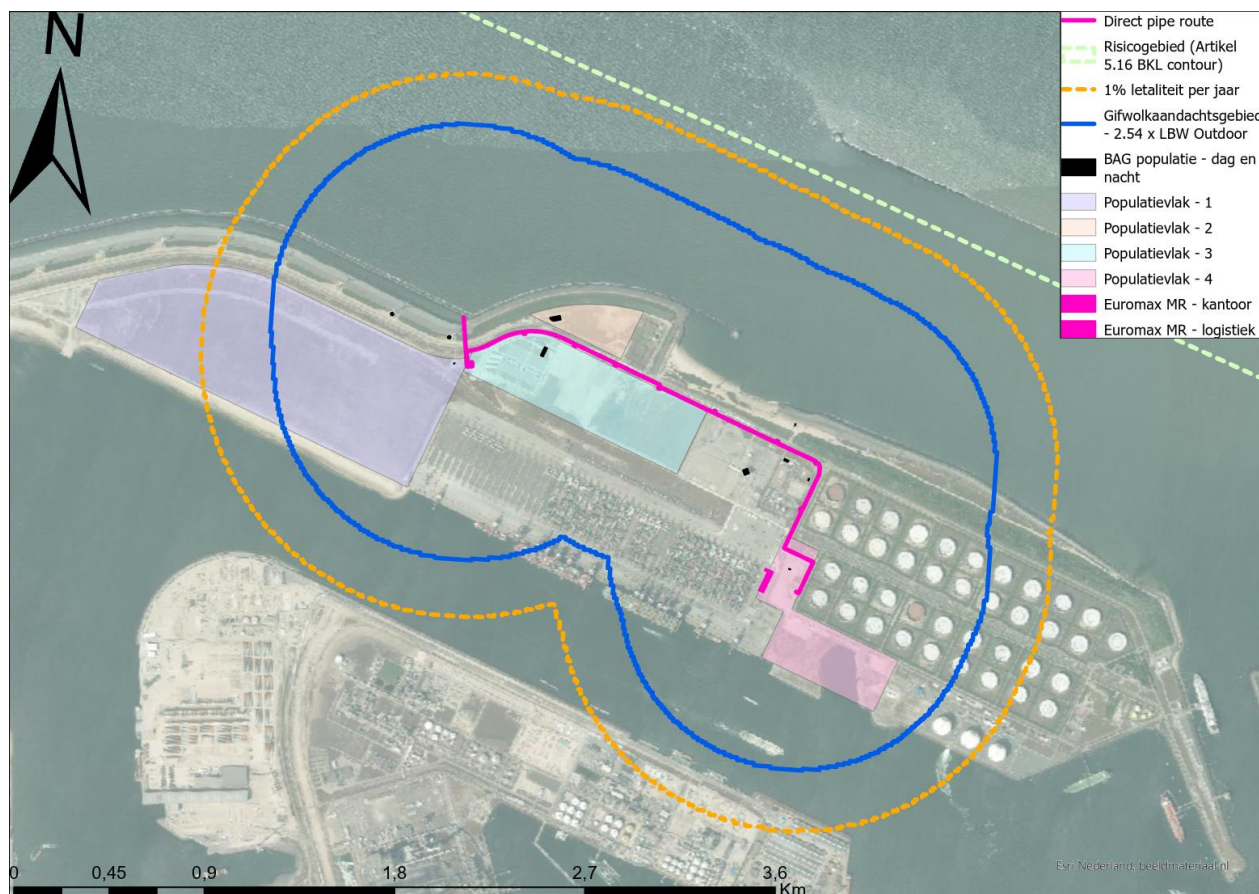 N
Direct pipe route
Risicogebied (Artikel
5.16 BKL contour)
1% letaliteit per jaar
Gifwolkaandachtsgebied
- 2.54 x LBW Outdoor
BAG populatie - dag en
nacht
Populatievlak - 1
Populatievlak - 2
Populatievlak - 3
Populatievlak - 4
Euromax MR - kantoor
Euromax MR - logistiek
0 0,45 0,9 1,8 2,7 3,6
Km
Esri Nederland, beeldmateriaal.nl